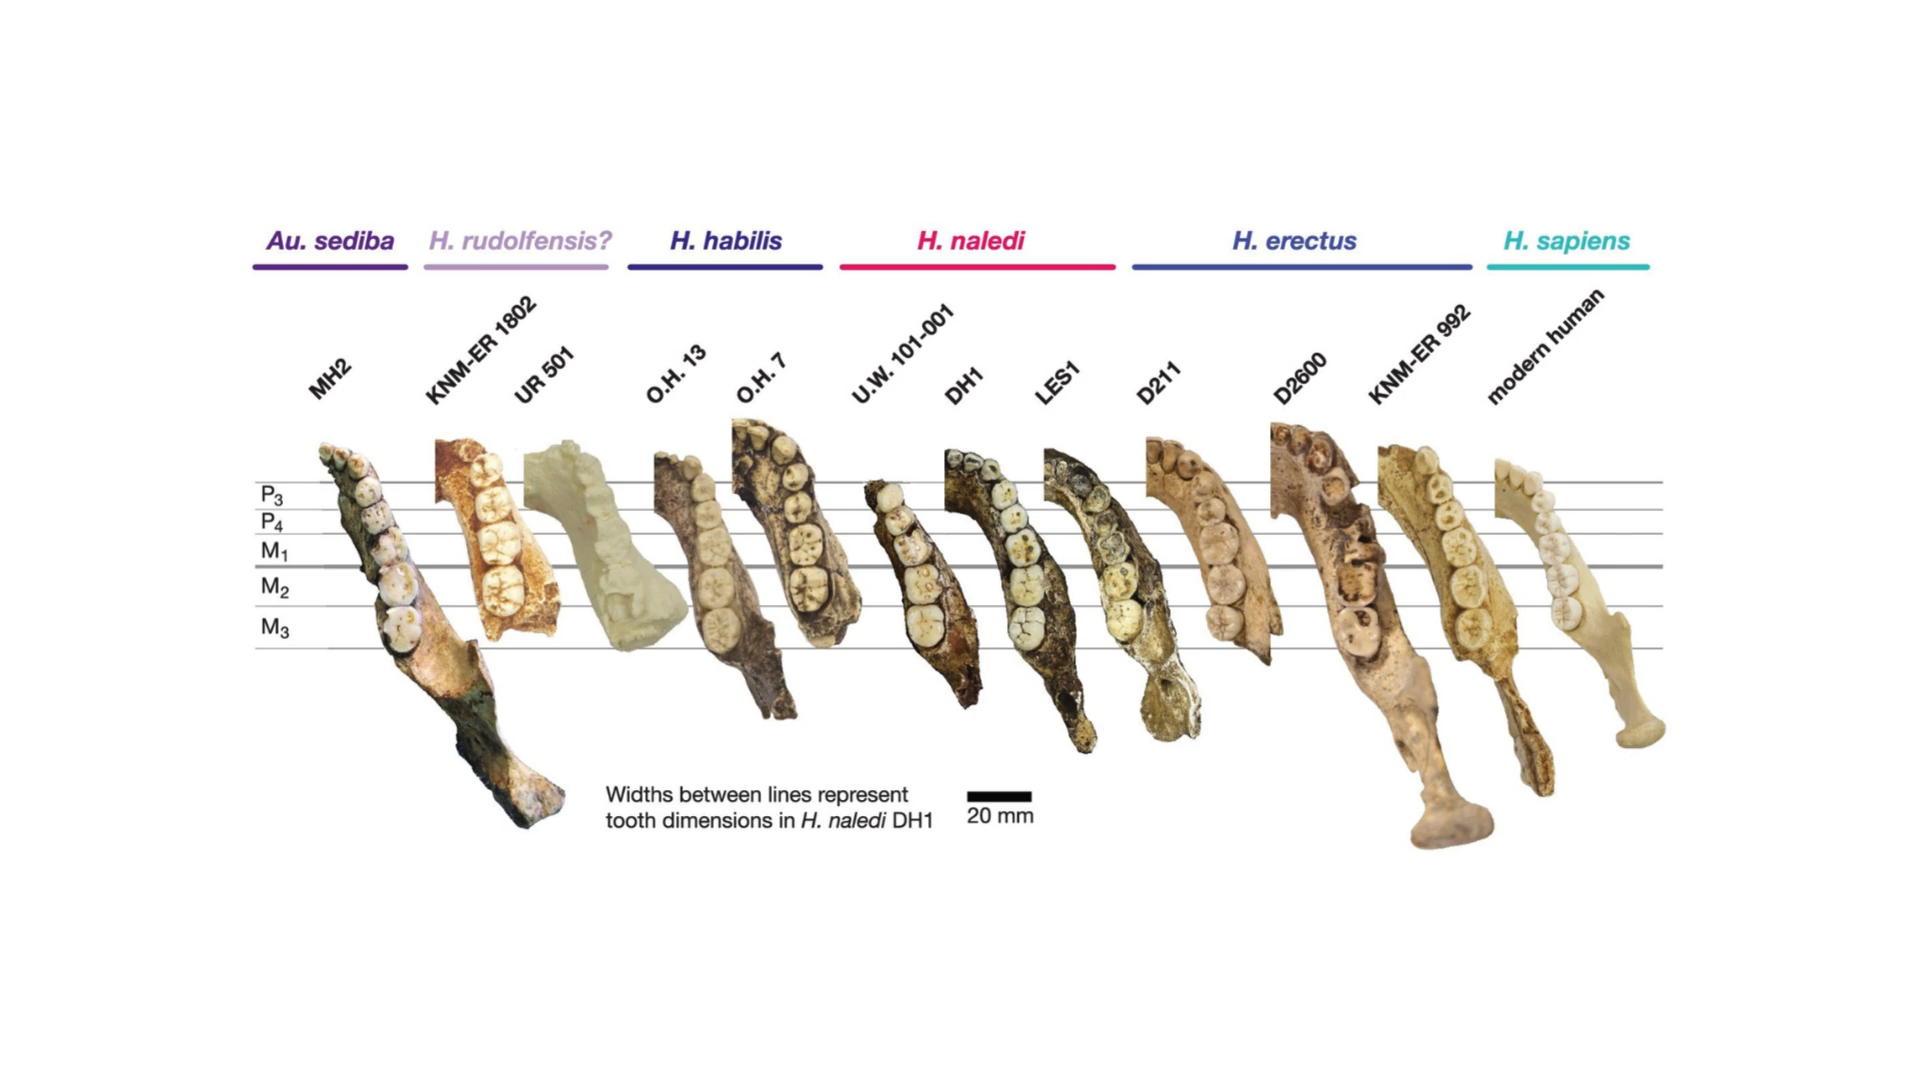 Au. sediba
H. rudolfensis?
H. habilis
H. naledi
H. erectus
H. sapiens
MH2
KNM-ER 1802
UR 501
O.H. 13
O.H. 7
U.W. 101-001
DH1
LES1
D211
D2600
KNM-ER 992
modern human
P3
P4
M1
M2
M3
Widths between lines represent
tooth dimensions in H. naledi DH1
20 mm